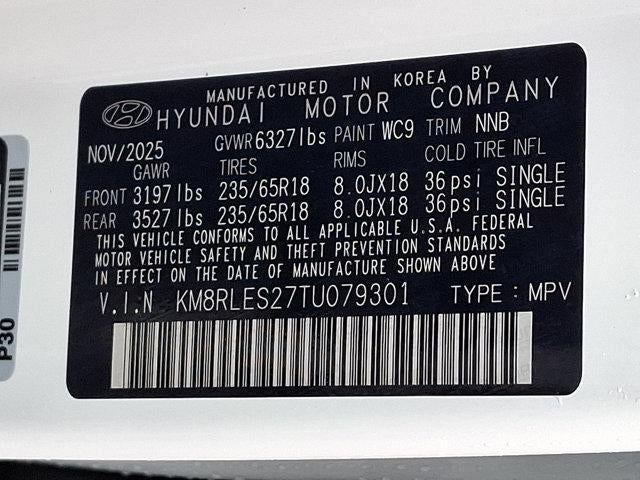 MANUFACTURED IN KOREA BY
HYUNDAI MOTOR COMPANY
NOV/2025 GVWR 6327lbs PAINT WC9 TRIM NNB
GAWR TIRES RIMS COLD TIRE INFL
FRONT 3197lbs 235/65R18 8.0JX18 36psi SINGLE
REAR 3527lbs 235/65R18 8.0JX18 36psi SINGLE
THIS VEHICLE CONFORMS TO ALL APPLICABLE U.S.A. FEDERAL
MOTOR VEHICLE SAFETY AND THEFT PREVENTION STANDARDS
IN EFFECT ON THE DATE OF MANUFACTURE SHOWN ABOVE
V.I.N KM8RLES27TU079301 TYPE : MPV
P30